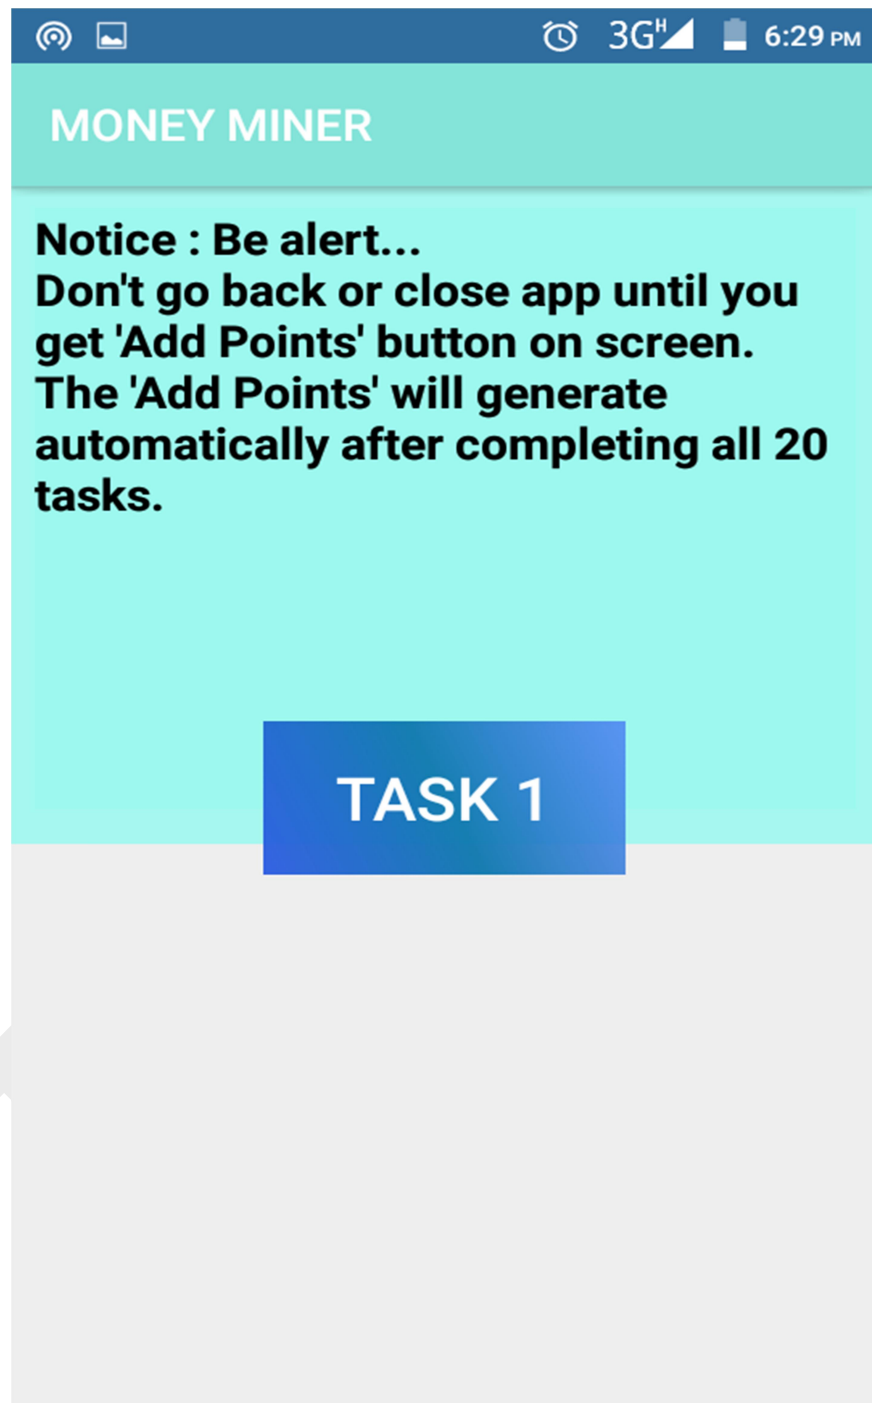 3G H 6:29 PM
MONEY MINER
Notice : Be alert...
Don't go back or close app until you
get 'Add Points' button on screen.
The 'Add Points' will generate
automatically after completing all 20
tasks.
TASK 1